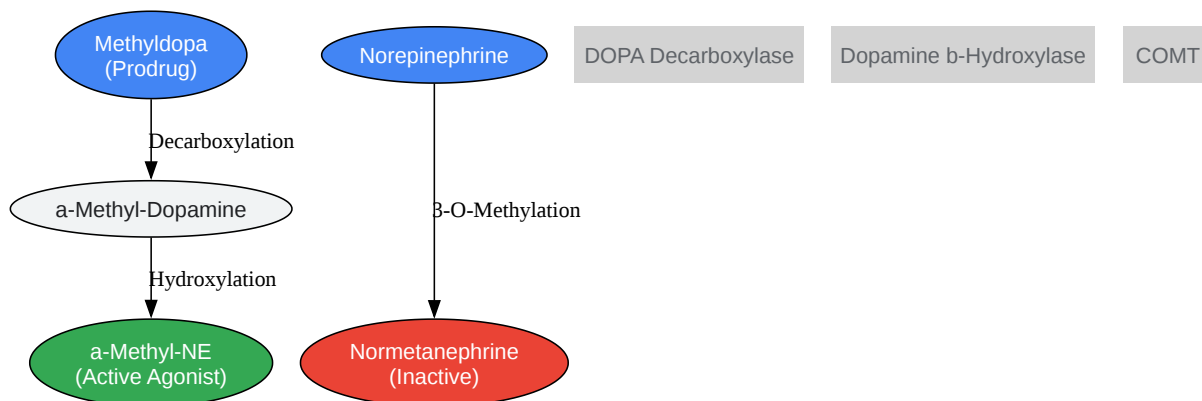 Methyldopa
(Prodrug)
Norepinephrine
DOPA Decarboxylase
Dopamine b-Hydroxylase
COMT
Decarboxylation
a-Methyl-Dopamine
3-O-Methylation
Hydroxylation
a-Methyl-NE
(Active Agonist)
Normetanephrine
(Inactive)